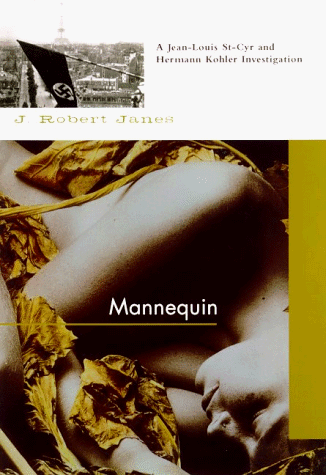 A Jean-Louis St-Cyr and
Hermann Kohler Investigation
J. Robert Janes
Mannequin